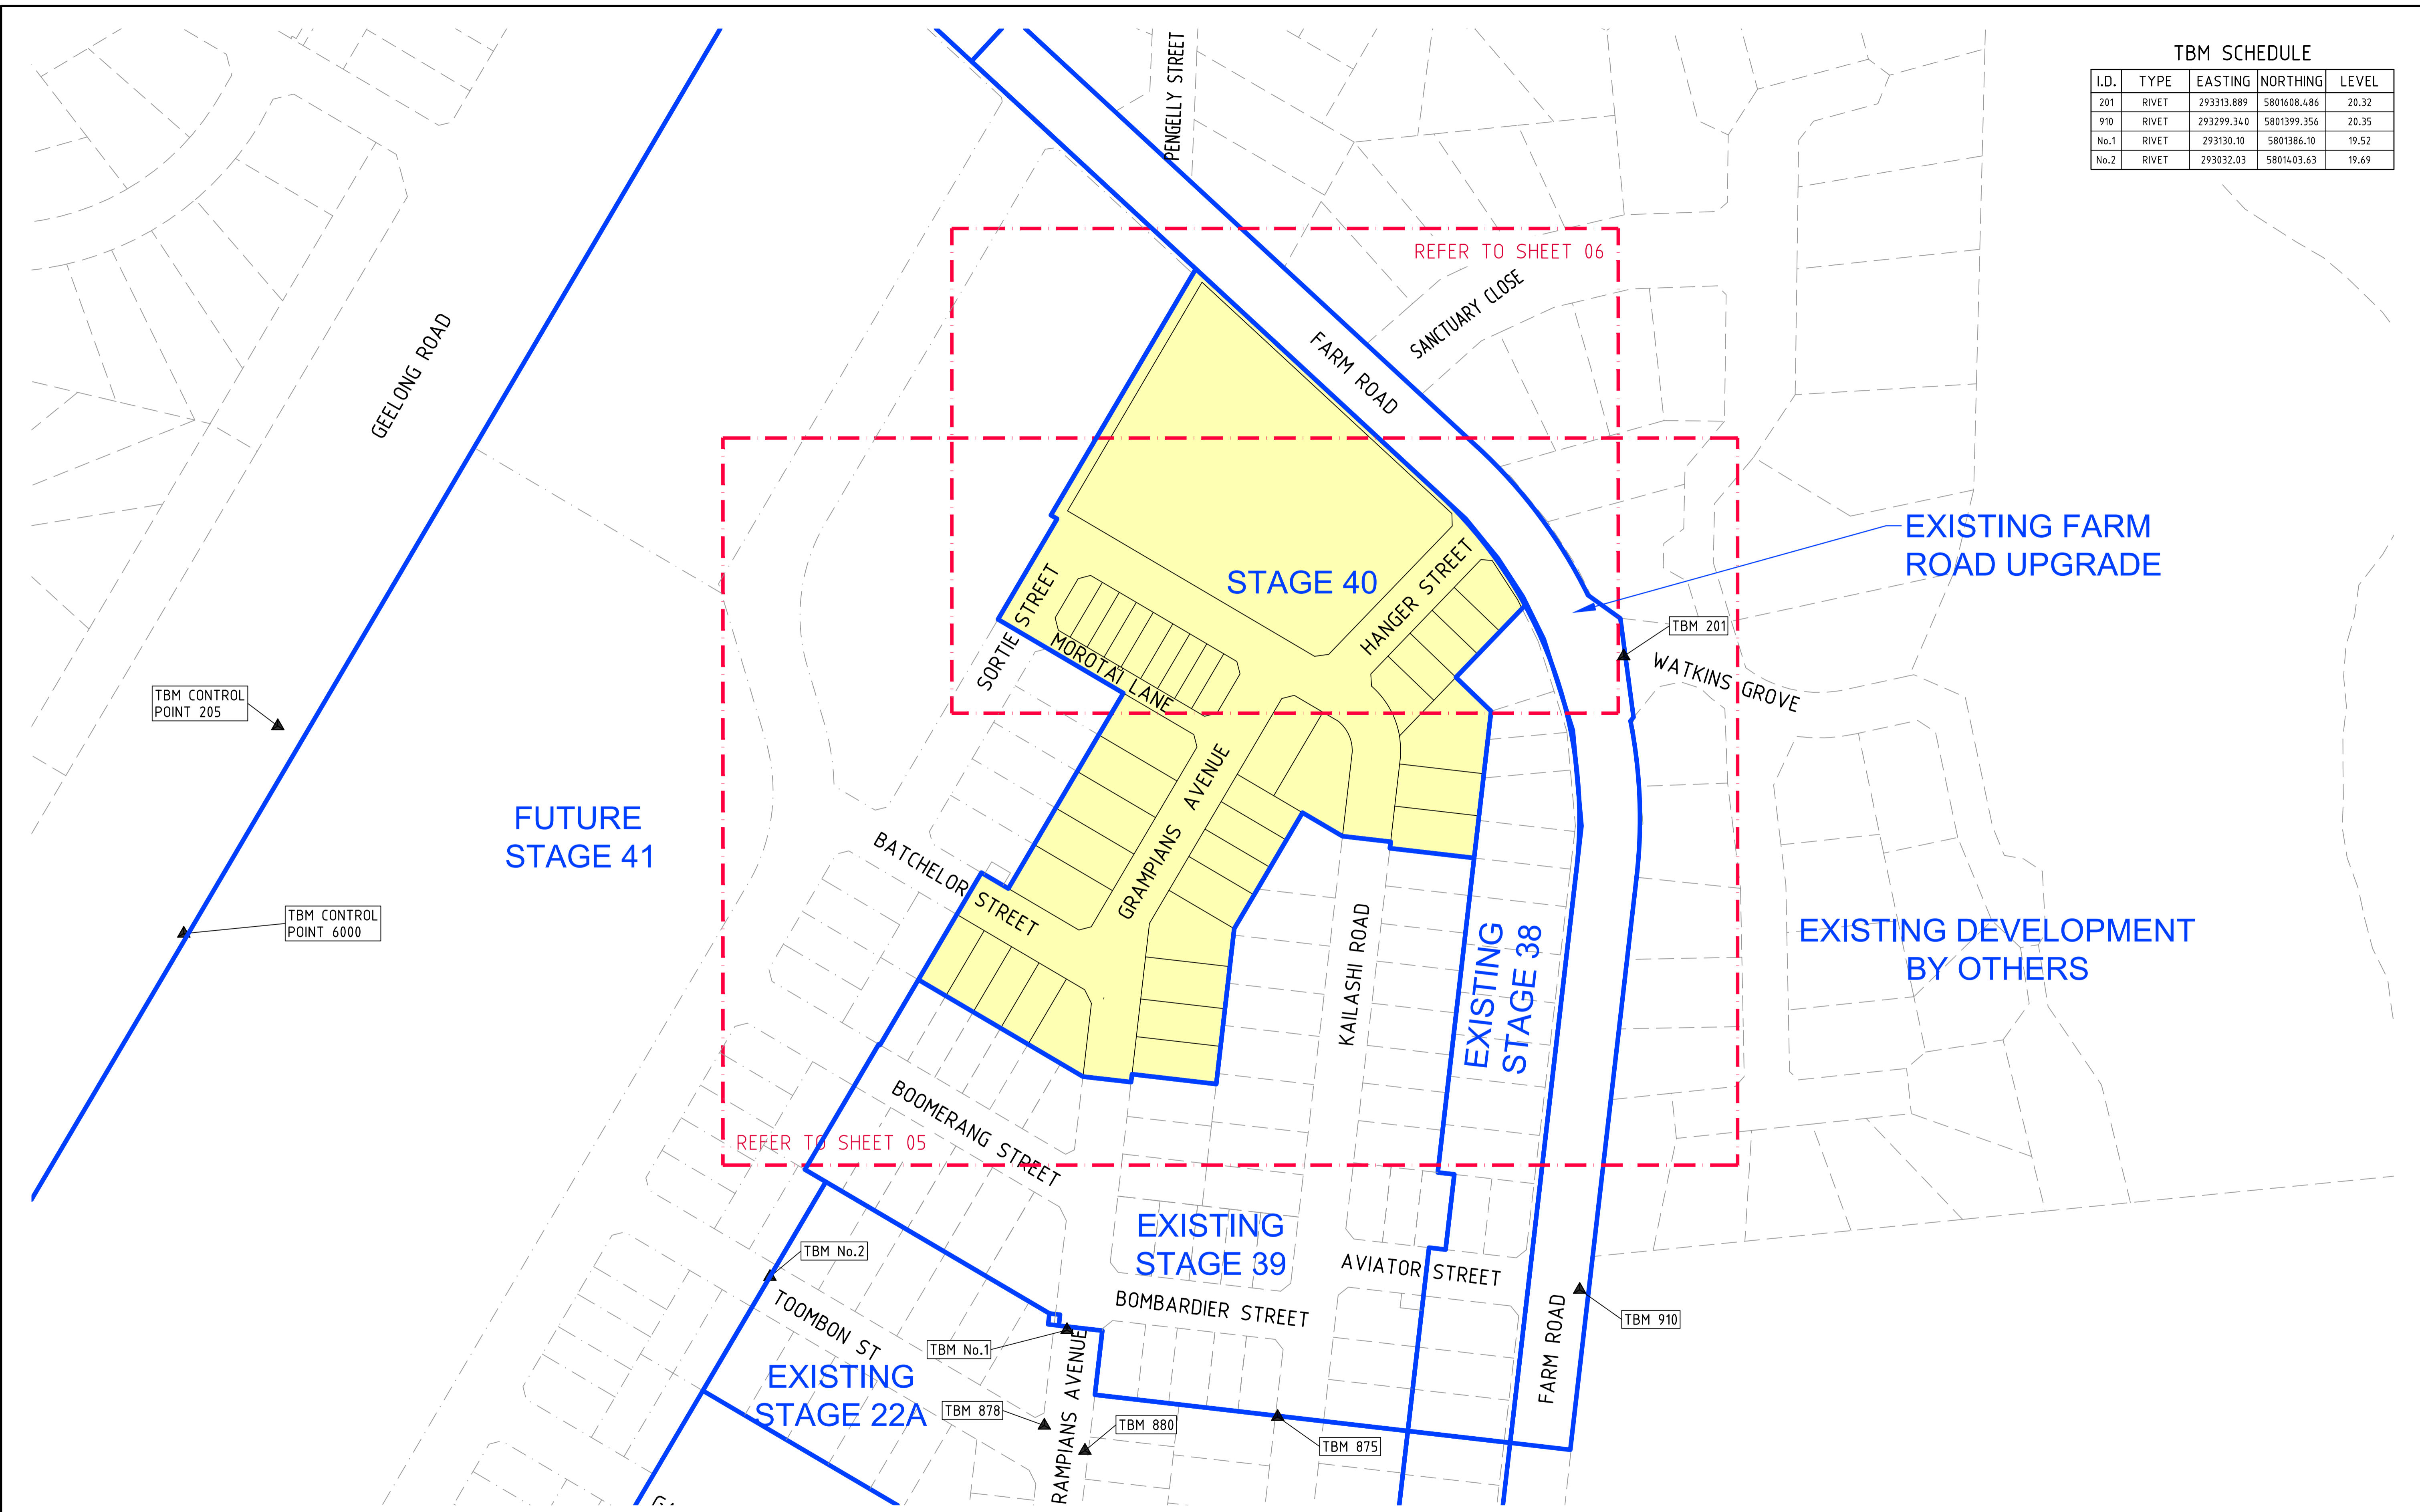 TBM SCHEDULE
I.D. TYPE EASTING NORTHING LEVEL
201 RIVET 293313.889 5801608.486 20.32
910 RIVET 293299.340 5801399.356 20.35
No.1 RIVET 293130.10 5801386.10 19.52
No.2 RIVET 293032.03 5801403.63 19.69
PENGELLY STREET
REFER TO SHEET 06
SANCTUARY CLOSE
FARM ROAD
GEELONG ROAD
EXISTING FARM
ROAD UPGRADE
STAGE 40
HANGER STREET
SORTIE STREET
MOROTAI LANE
TBM 201
WATKINS GROVE
TBM CONTROL
POINT 205
GRAMPIANS AVENUE
FUTURE
STAGE 41
BATCHELOR STREET
TBM CONTROL
POINT 6000
KAILASHI ROAD
EXISTING
STAGE 38
EXISTING DEVELOPMENT
BY OTHERS
BOOMERANG STREET
REFER TO SHEET 05
EXISTING
STAGE 39
TBM No.2
AVIATOR STREET
BOMBARDIER STREET
TOOMBON ST
TBM No.1
FARM ROAD
TBM 910
EXISTING
STAGE 22A
TBM 878
RAMPIANS AVENUE
TBM 880
TBM 875